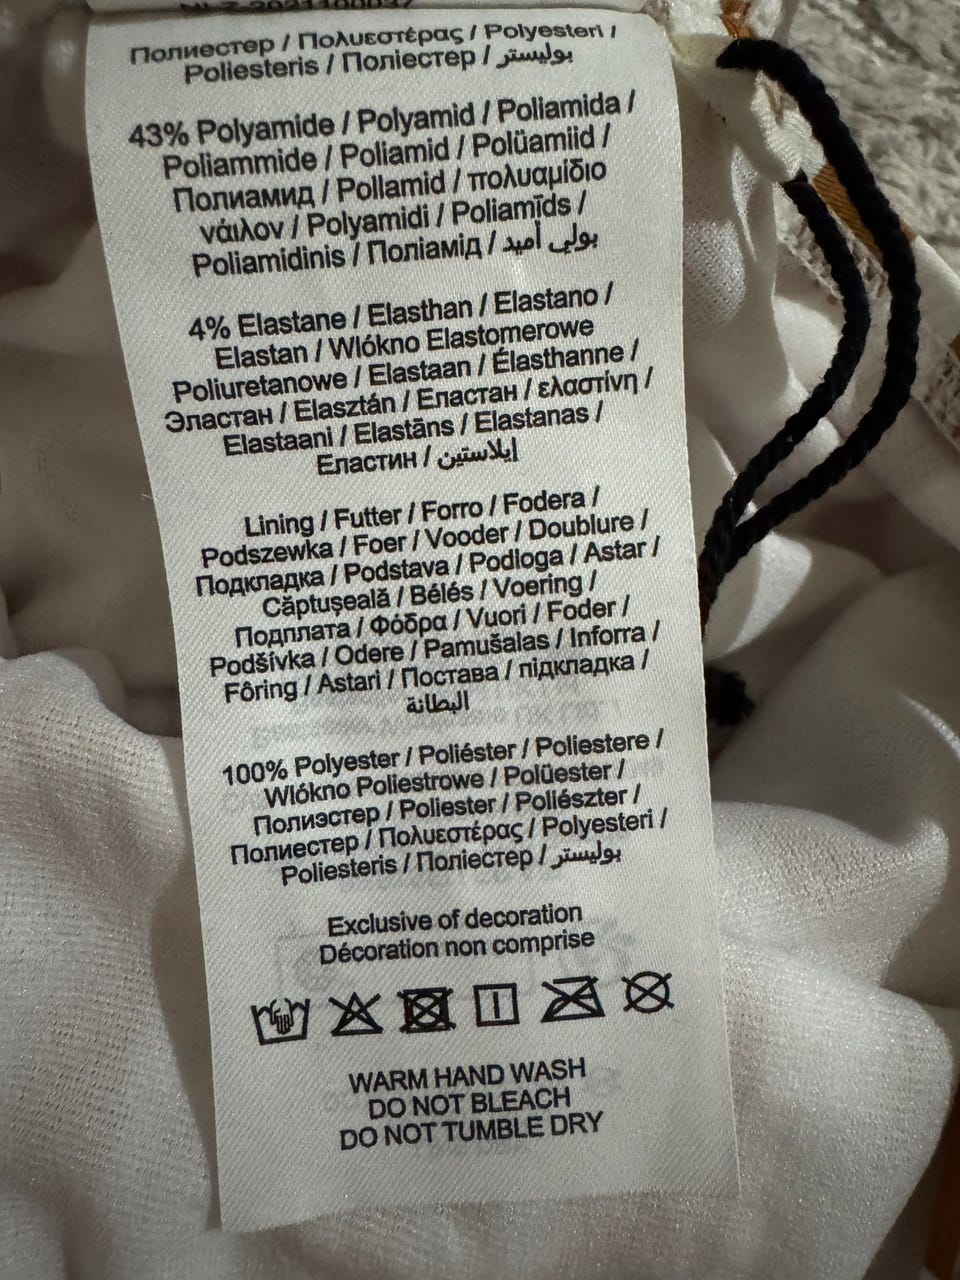 Полиестер / Πολυεστέρας / Polyesteri /
Poliesteris / Поліестер / بوليستر
43% Polyamide / Polyamid / Poliamida /
Poliammide / Poliamid / Polüamiid /
Полиамид / Pollamid / πολυαμίδιο
νάιλον / Polyamidi / Poliamīds /
Poliamidinis / Поліамід / بولي أميد
4% Elastane / Elasthan / Elastano /
Elastan / Wlókno Elastomerowe
Poliuretanowe / Elastaan / Élasthanne /
Эластан / Elasztán / Еластан / ελαστίνη /
Elastaani / Elastāns / Elastanas /
Еластин / إيلاستين
Lining / Futter / Forro / Fodera /
Podszewka / Foer / Vooder / Doublure /
Подкладка / Podstava / Podloga / Astar /
Căptușeală / Bélés / Voering /
Подплата / Φόδρα / Vuori / Foder /
Podšívka / Odere / Pamušalas / Inforra /
Fôring / Astari / Постава / підкладка /
البطانة
100% Polyester / Poliéster / Poliestere /
Wlókno Poliestrowe / Polüester /
Полиэстер / Poliester / Poliészter /
Полиестер / Πολυεστέρας / Polyesteri /
Poliesteris / Поліестер / بوليستر
Exclusive of decoration
Décoration non comprise
WARM HAND WASH
DO NOT BLEACH
DO NOT TUMBLE DRY